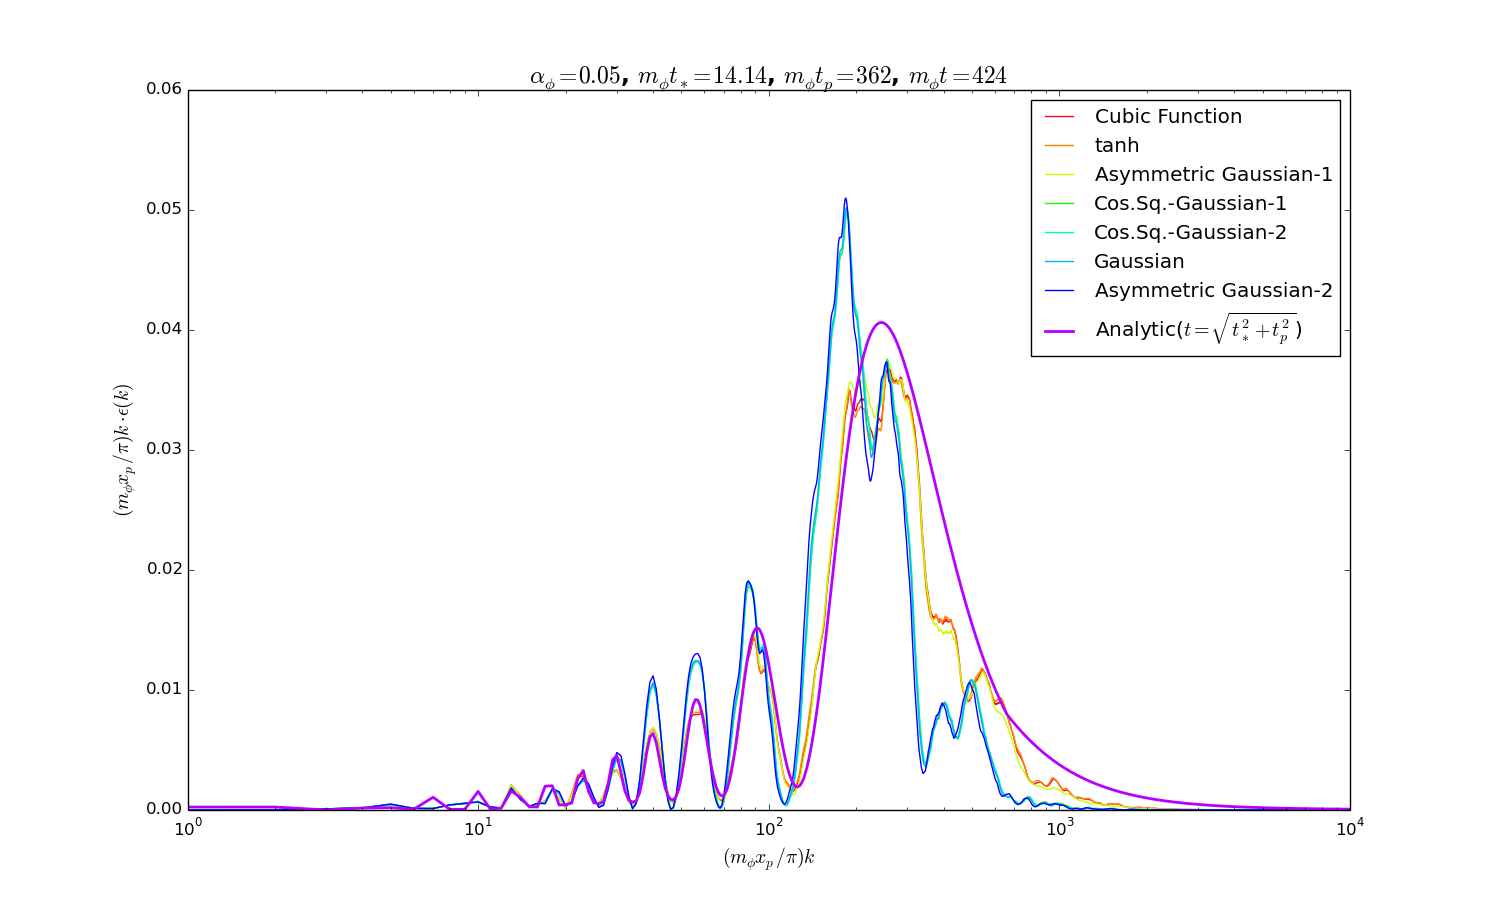 α_ϕ=0.05, m_ϕt_*=14.14, m_ϕt_p=362, m_ϕt=424
0.06
0.05
0.04
0.03
0.02
0.01
0.00
(m_ϕx_p/π)k·ϵ(k)
Cubic Function
tanh
Asymmetric Gaussian-1
Cos.Sq.-Gaussian-1
Cos.Sq.-Gaussian-2
Gaussian
Asymmetric Gaussian-2
Analytic(t=√(t_*^2+t_p^2))
10^0 10^1 10^2 10^3 10^4
(m_ϕx_p/π)k